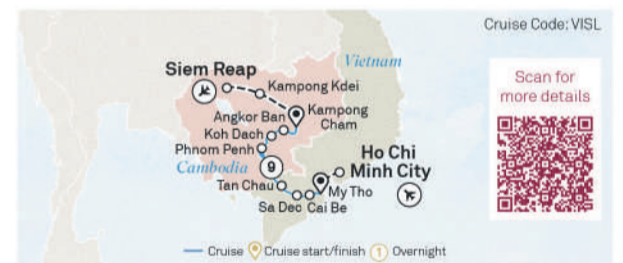 Cruise Code: VISL
Vietnam
Siem Reap
Kampong Kdei
Scan for
more details
Angkor Ban
Kampong
Cham
Koh Dach
Phnom Penh
Ho Chi
Minh City
Cambodia
9
Tan Chau
My Tho
Sa Dec
Cai Be
Cruise
Cruise start/finish
1
Overnight